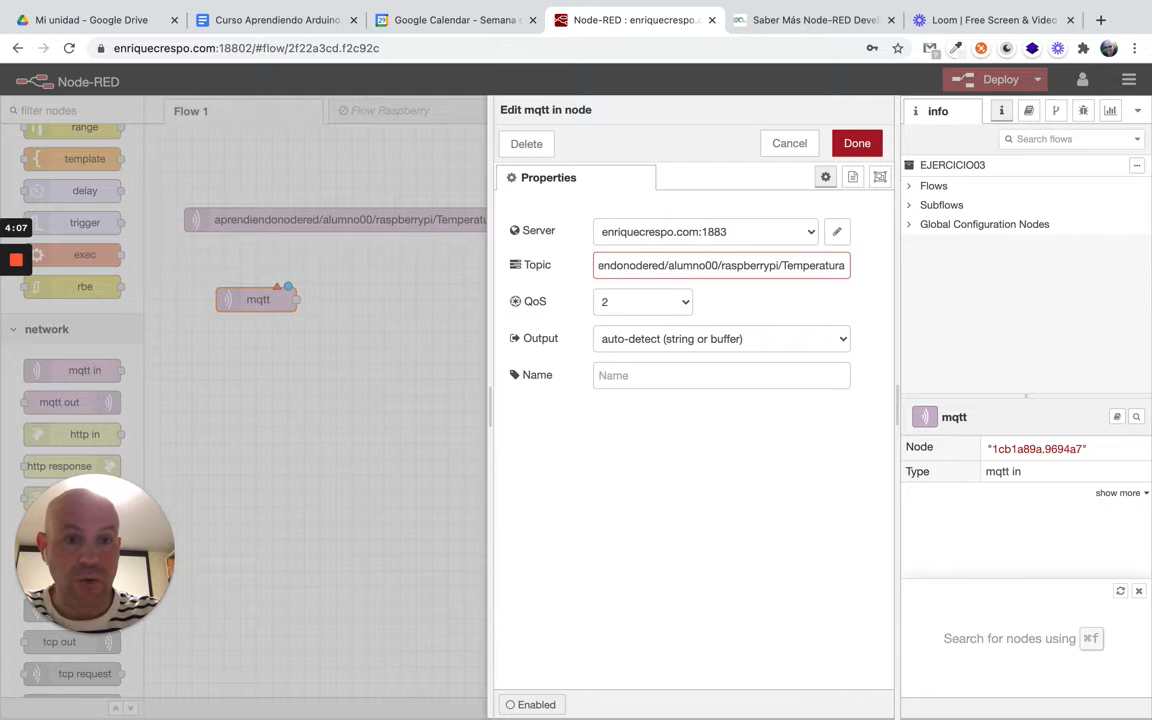 Mi unidad - Google Drive
Curso Aprendiendo Arduino.
Google Calendar - Semana c
Node-RED : enriquecrespo.c
Saber Más Node-RED Devel
Loom | Free Screen & Video
enriquecrespo.com:18802/#flow/2f22a3cd.f2c92c
Node-RED
Deploy
filter nodes
Flow 1
Flow Raspberry
Edit mqtt in node
info
Search flows
range
template
delay
trigger
exec
rbe
network
mqtt in
mqtt out
http in
http response
tcp out
tcp request
4:07
aprendiendonodered/alumno00/raspberrypi/Temperatu
mqtt
Delete
Cancel
Done
Properties
Server
enriquecrespo.com:1883
Topic
endonodered/alumno00/raspberrypi/Temperatura
QoS
2
Output
auto-detect (string or buffer)
Name
Name
Enabled
EJERCICIO03
Flows
Subflows
Global Configuration Nodes
mqtt
Node
"1cb1a89a.9694a7"
Type
mqtt in
show more
Search for nodes using ⌘f